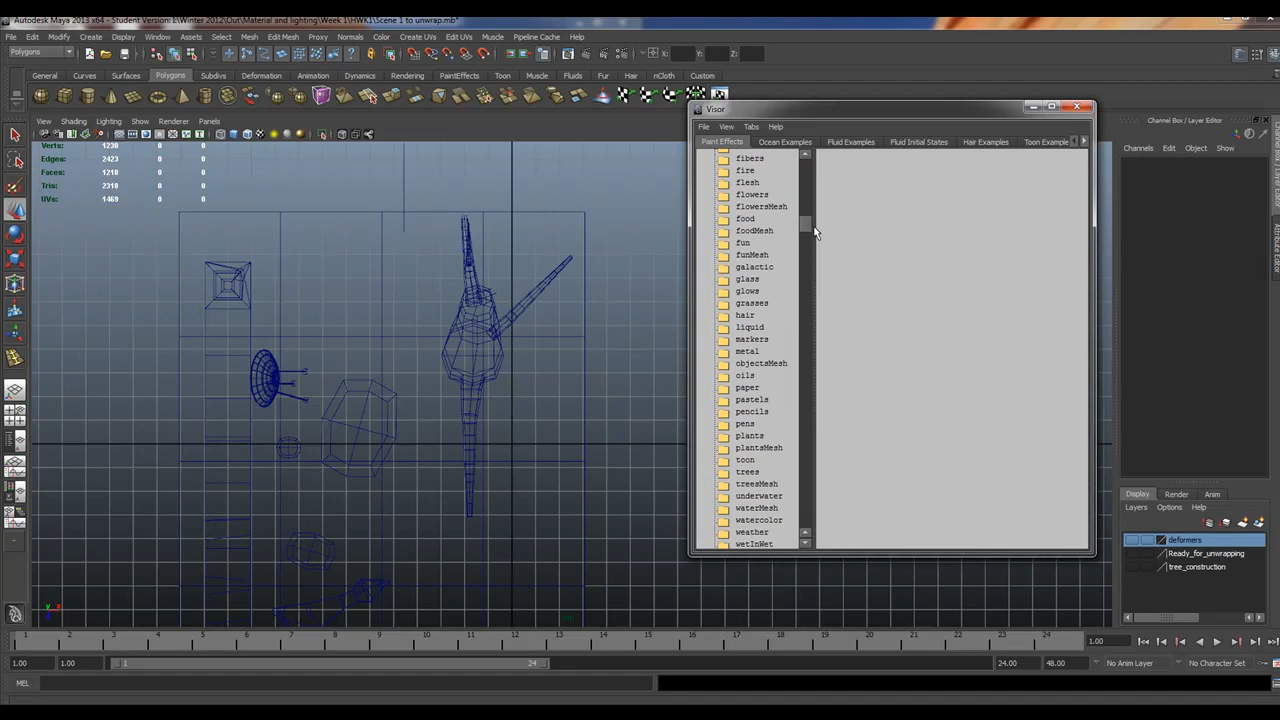 Autodesk Maya 2013 x64 - Student Version: I:\Winter 2012\Out\Material and lighting\Week 1\HWK1\Scene 1 to unwrap.mb*
File Edit Modify Create Display Window Assets Select Mesh Edit Mesh Proxy Normals Color Create UVs Edit UVs Muscle Pipeline Cache Help
Polygons X: Y: Z:
General Curves Surfaces Polygons Subdivs Deformation Animation Dynamics Rendering PaintEffects Toon Muscle Fluids Fur Hair nCloth Custom
View Shading Lighting Show Renderer Panels
Verts: 1238 0 0
Edges: 2423 0 0
Faces: 1218 0 0
Tris: 2318 0 0
UVs: 1469 0 0
Visor
File View Tabs Help
Paint Effects Ocean Examples Fluid Examples Fluid Initial States Hair Examples Toon Example
fibers
fire
flesh
flowers
flowersMesh
food
foodMesh
fun
funMesh
galactic
glass
glows
grasses
hair
liquid
markers
metal
objectsMesh
oils
paper
pastels
pencils
pens
plants
plantsMesh
toon
trees
treesMesh
underwater
waterMesh
watercolor
weather
wetInWet
Channel Box / Layer Editor
Channels Edit Object Show
Channel Box / Layer Editor
Attribute Editor
Display Render Anim
Layers Options Help
deformers
Ready_for_unwrapping
tree_construction
y x
1 2 3 4 5 6 7 8 9 10 11 12 13 14 15 16 17 18 19 20 21 22 23 24 1.00
1.00 1.00 1 24 24.00 48.00 No Anim Layer No Character Set
MEL